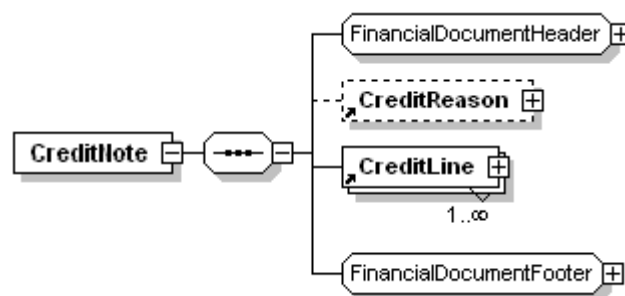 FinancialDocumentHeader
CreditReason
CreditNote
CreditLine
1..∞
FinancialDocumentFooter